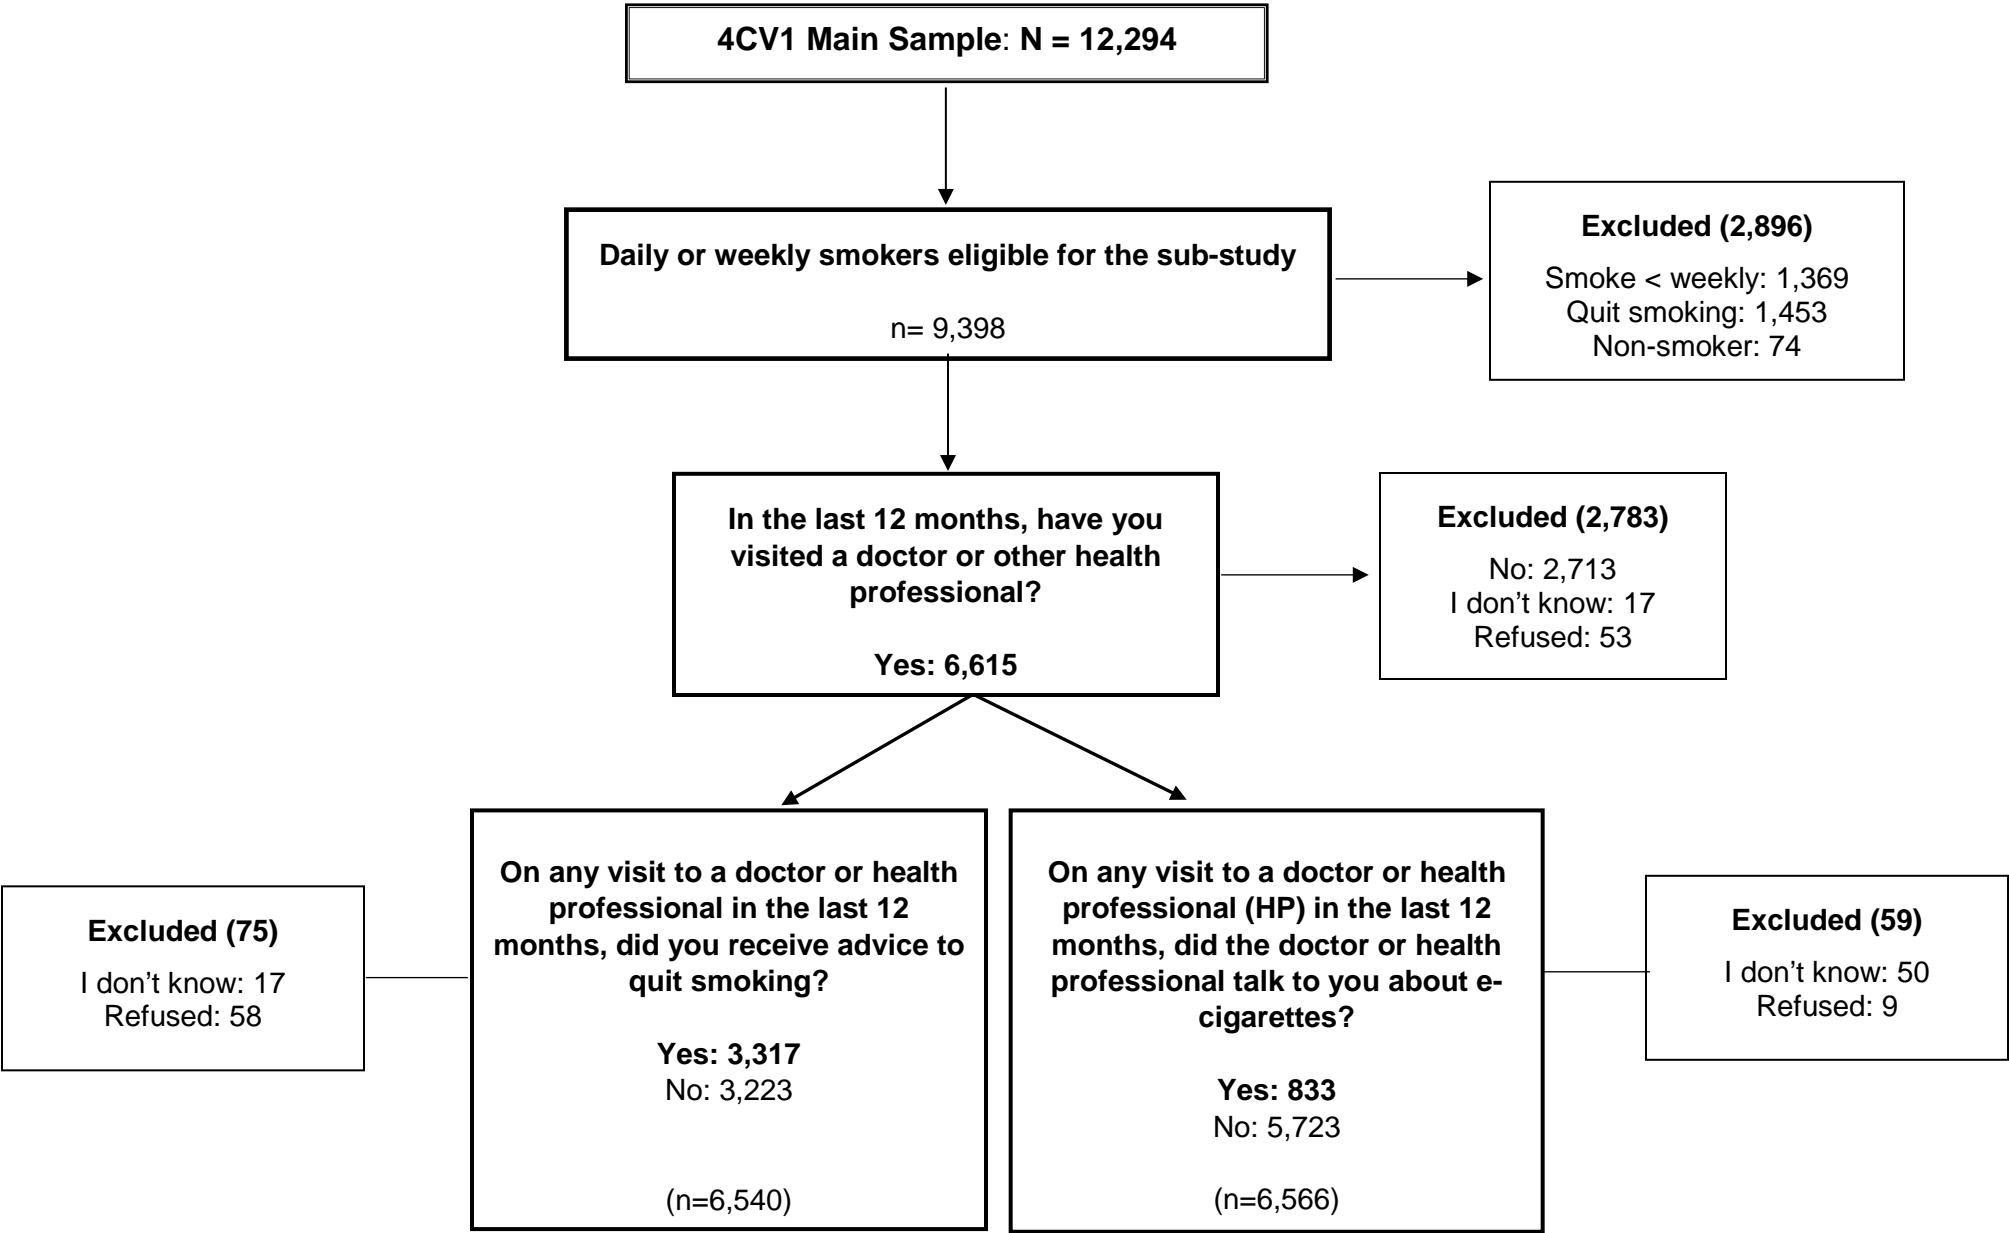 4CV1 Main Sample: N = 12,294
Daily or weekly smokers eligible for the sub-study
n= 9,398
Excluded (2,896)
Smoke < weekly: 1,369
Quit smoking: 1,453
Non-smoker: 74
In the last 12 months, have you
visited a doctor or other health
professional?
Yes: 6,615
Excluded (2,783)
No: 2,713
I don’t know: 17
Refused: 53
Excluded (75)
I don’t know: 17
Refused: 58
On any visit to a doctor or health
professional in the last 12
months, did you receive advice to
quit smoking?
Yes: 3,317
No: 3,223
(n=6,540)
On any visit to a doctor or health
professional (HP) in the last 12
months, did the doctor or health
professional talk to you about e-
cigarettes?
Yes: 833
No: 5,723
(n=6,566)
Excluded (59)
I don’t know: 50
Refused: 9